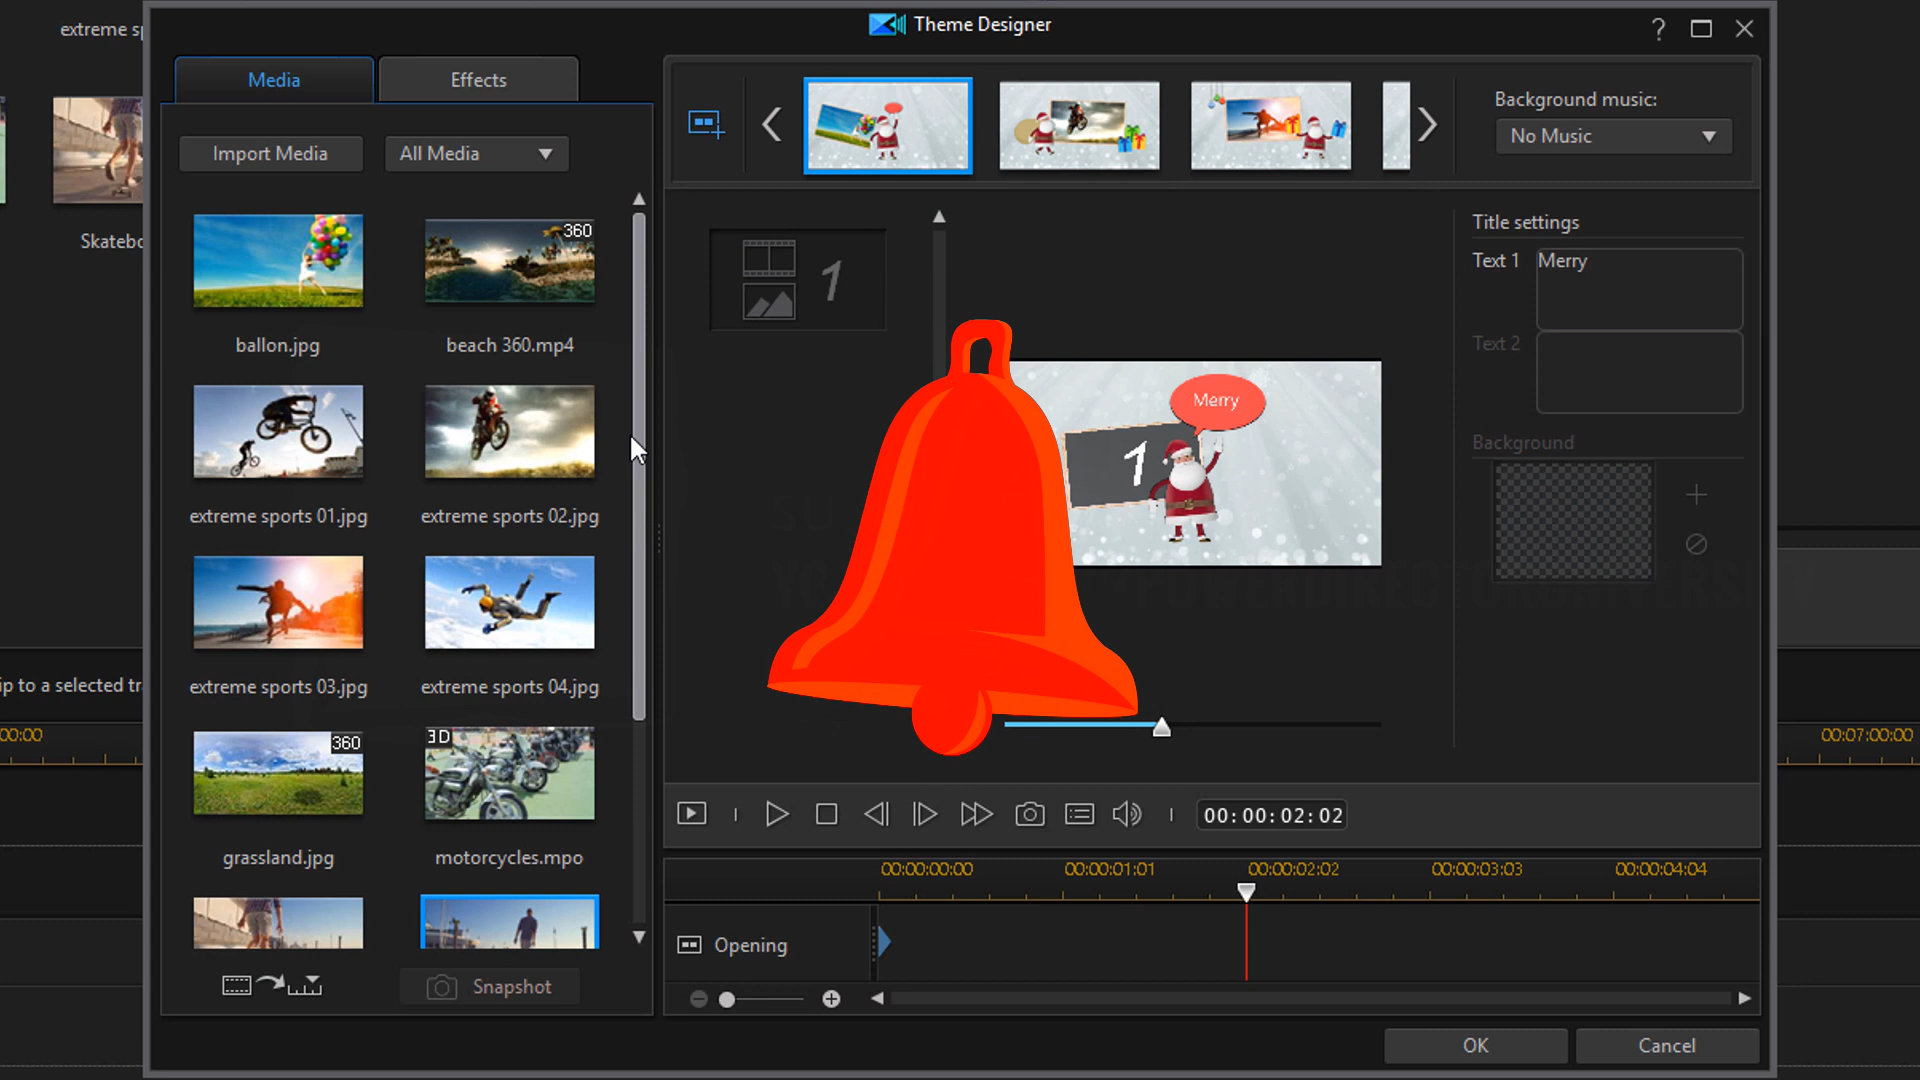 Theme Designer
?
extreme sp
Media
Effects
Background music:
No Music
Import Media
All Media
Title settings
Text 1
Merry
Text 2
360
ballon.jpg
beach 360.mp4
1
Merry
1
Background
Skatebo
extreme sports 01.jpg
extreme sports 02.jpg
extreme sports 03.jpg
extreme sports 04.jpg
ip to a selected tr
00:00
00:07:00:00
360
3D
grassland.jpg
motorcycles.mpo
00:00:02:02
00:00:00:00
00:00:01:01
00:00:02:02
00:00:03:03
00:00:04:04
Opening
Snapshot
OK
Cancel